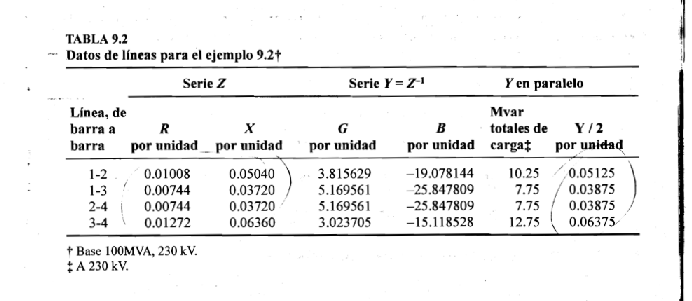 TABLA 9.2
Datos de líneas para el ejemplo 9.2†
Serie Z Serie Y = Z⁻¹ Y en paralelo
Línea, de barra a barra R por unidad X por unidad G por unidad B por unidad Mvar totales de carga‡ Y / 2 por unidad
1-2 0.01008 0.05040 3.815629 −19.078144 10.25 0.05125
1-3 0.00744 0.03720 5.169561 −25.847809 7.75 0.03875
2-4 0.00744 0.03720 5.169561 −25.847809 7.75 0.03875
3-4 0.01272 0.06360 3.023705 −15.118528 12.75 0.06375
† Base 100MVA, 230 kV.
‡ A 230 kV.